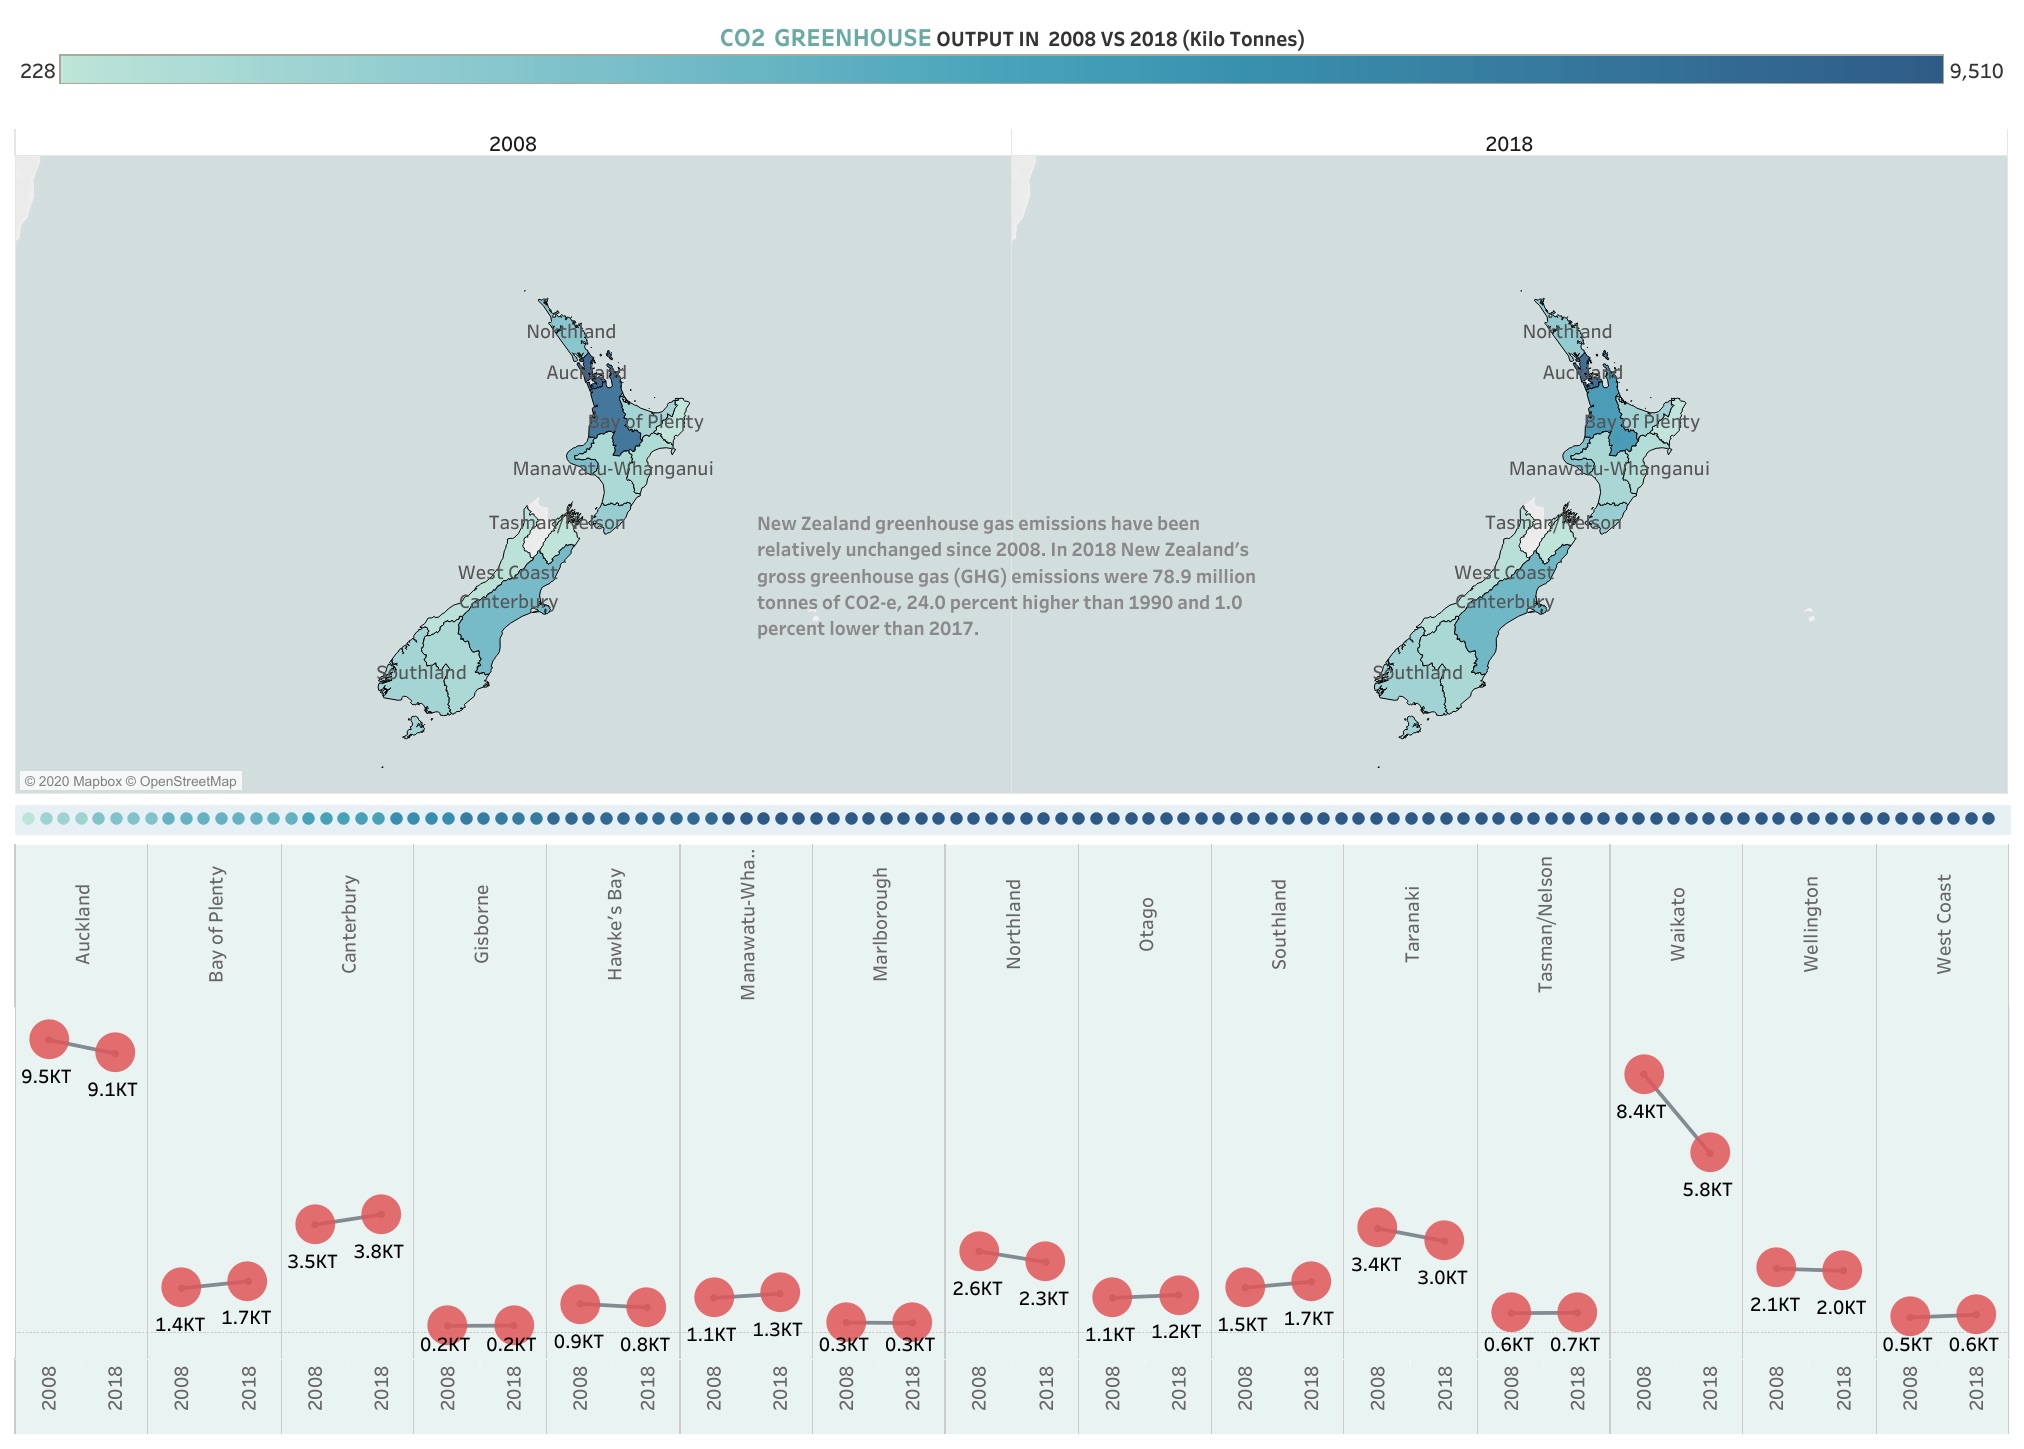 CO2 GREENHOUSE OUTPUT IN 2008 VS 2018 (Kilo Tonnes)
228
9,510
2008
2018
Northland
Auckland
Bay of Plenty
Manawatu-Whanganui
Tasman/Nelson
West Coast
Canterbury
Southland
Northland
Auckland
Bay of Plenty
Manawatu-Whanganui
Tasman/Nelson
West Coast
Canterbury
Southland
New Zealand greenhouse gas emissions have been
relatively unchanged since 2008. In 2018 New Zealand's
gross greenhouse gas (GHG) emissions were 78.9 million
tonnes of CO2-e, 24.0 percent higher than 1990 and 1.0
percent lower than 2017.
© 2020 Mapbox © OpenStreetMap
Auckland
Bay of Plenty
Canterbury
Gisborne
Hawke's Bay
Manawatu-Wha..
Marlborough
Northland
Otago
Southland
Taranaki
Tasman/Nelson
Waikato
Wellington
West Coast
9.5KT 9.1KT
1.4KT 1.7KT
3.5KT 3.8KT
0.2KT 0.2KT
0.9KT 0.8KT
1.1KT 1.3KT
0.3KT 0.3KT
2.6KT 2.3KT
1.1KT 1.2KT
1.5KT 1.7KT
3.4KT 3.0KT
0.6KT 0.7KT
8.4KT 5.8KT
2.1KT 2.0KT
0.5KT 0.6KT
2008 2018 2008 2018 2008 2018 2008 2018 2008 2018 2008 2018 2008 2018 2008 2018 2008 2018 2008 2018 2008 2018 2008 2018 2008 2018 2008 2018 2008 2018